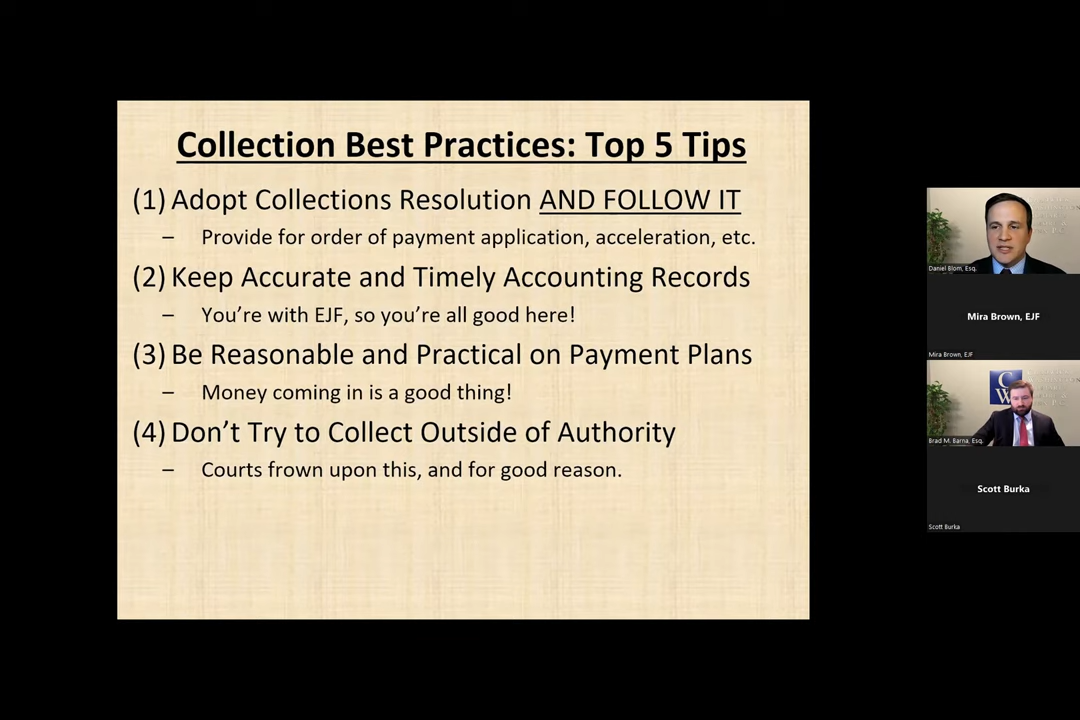 Collection Best Practices: Top 5 Tips
(1) Adopt Collections Resolution AND FOLLOW IT
– Provide for order of payment application, acceleration, etc.
(2) Keep Accurate and Timely Accounting Records
– You're with EJF, so you're all good here!
(3) Be Reasonable and Practical on Payment Plans
– Money coming in is a good thing!
(4) Don't Try to Collect Outside of Authority
– Courts frown upon this, and for good reason.
Daniel Blom, Esq.
Mira Brown, EJF
Mira Brown, EJF
C
W
Brad M. Barna, Esq.
Scott Burka
Scott Burka